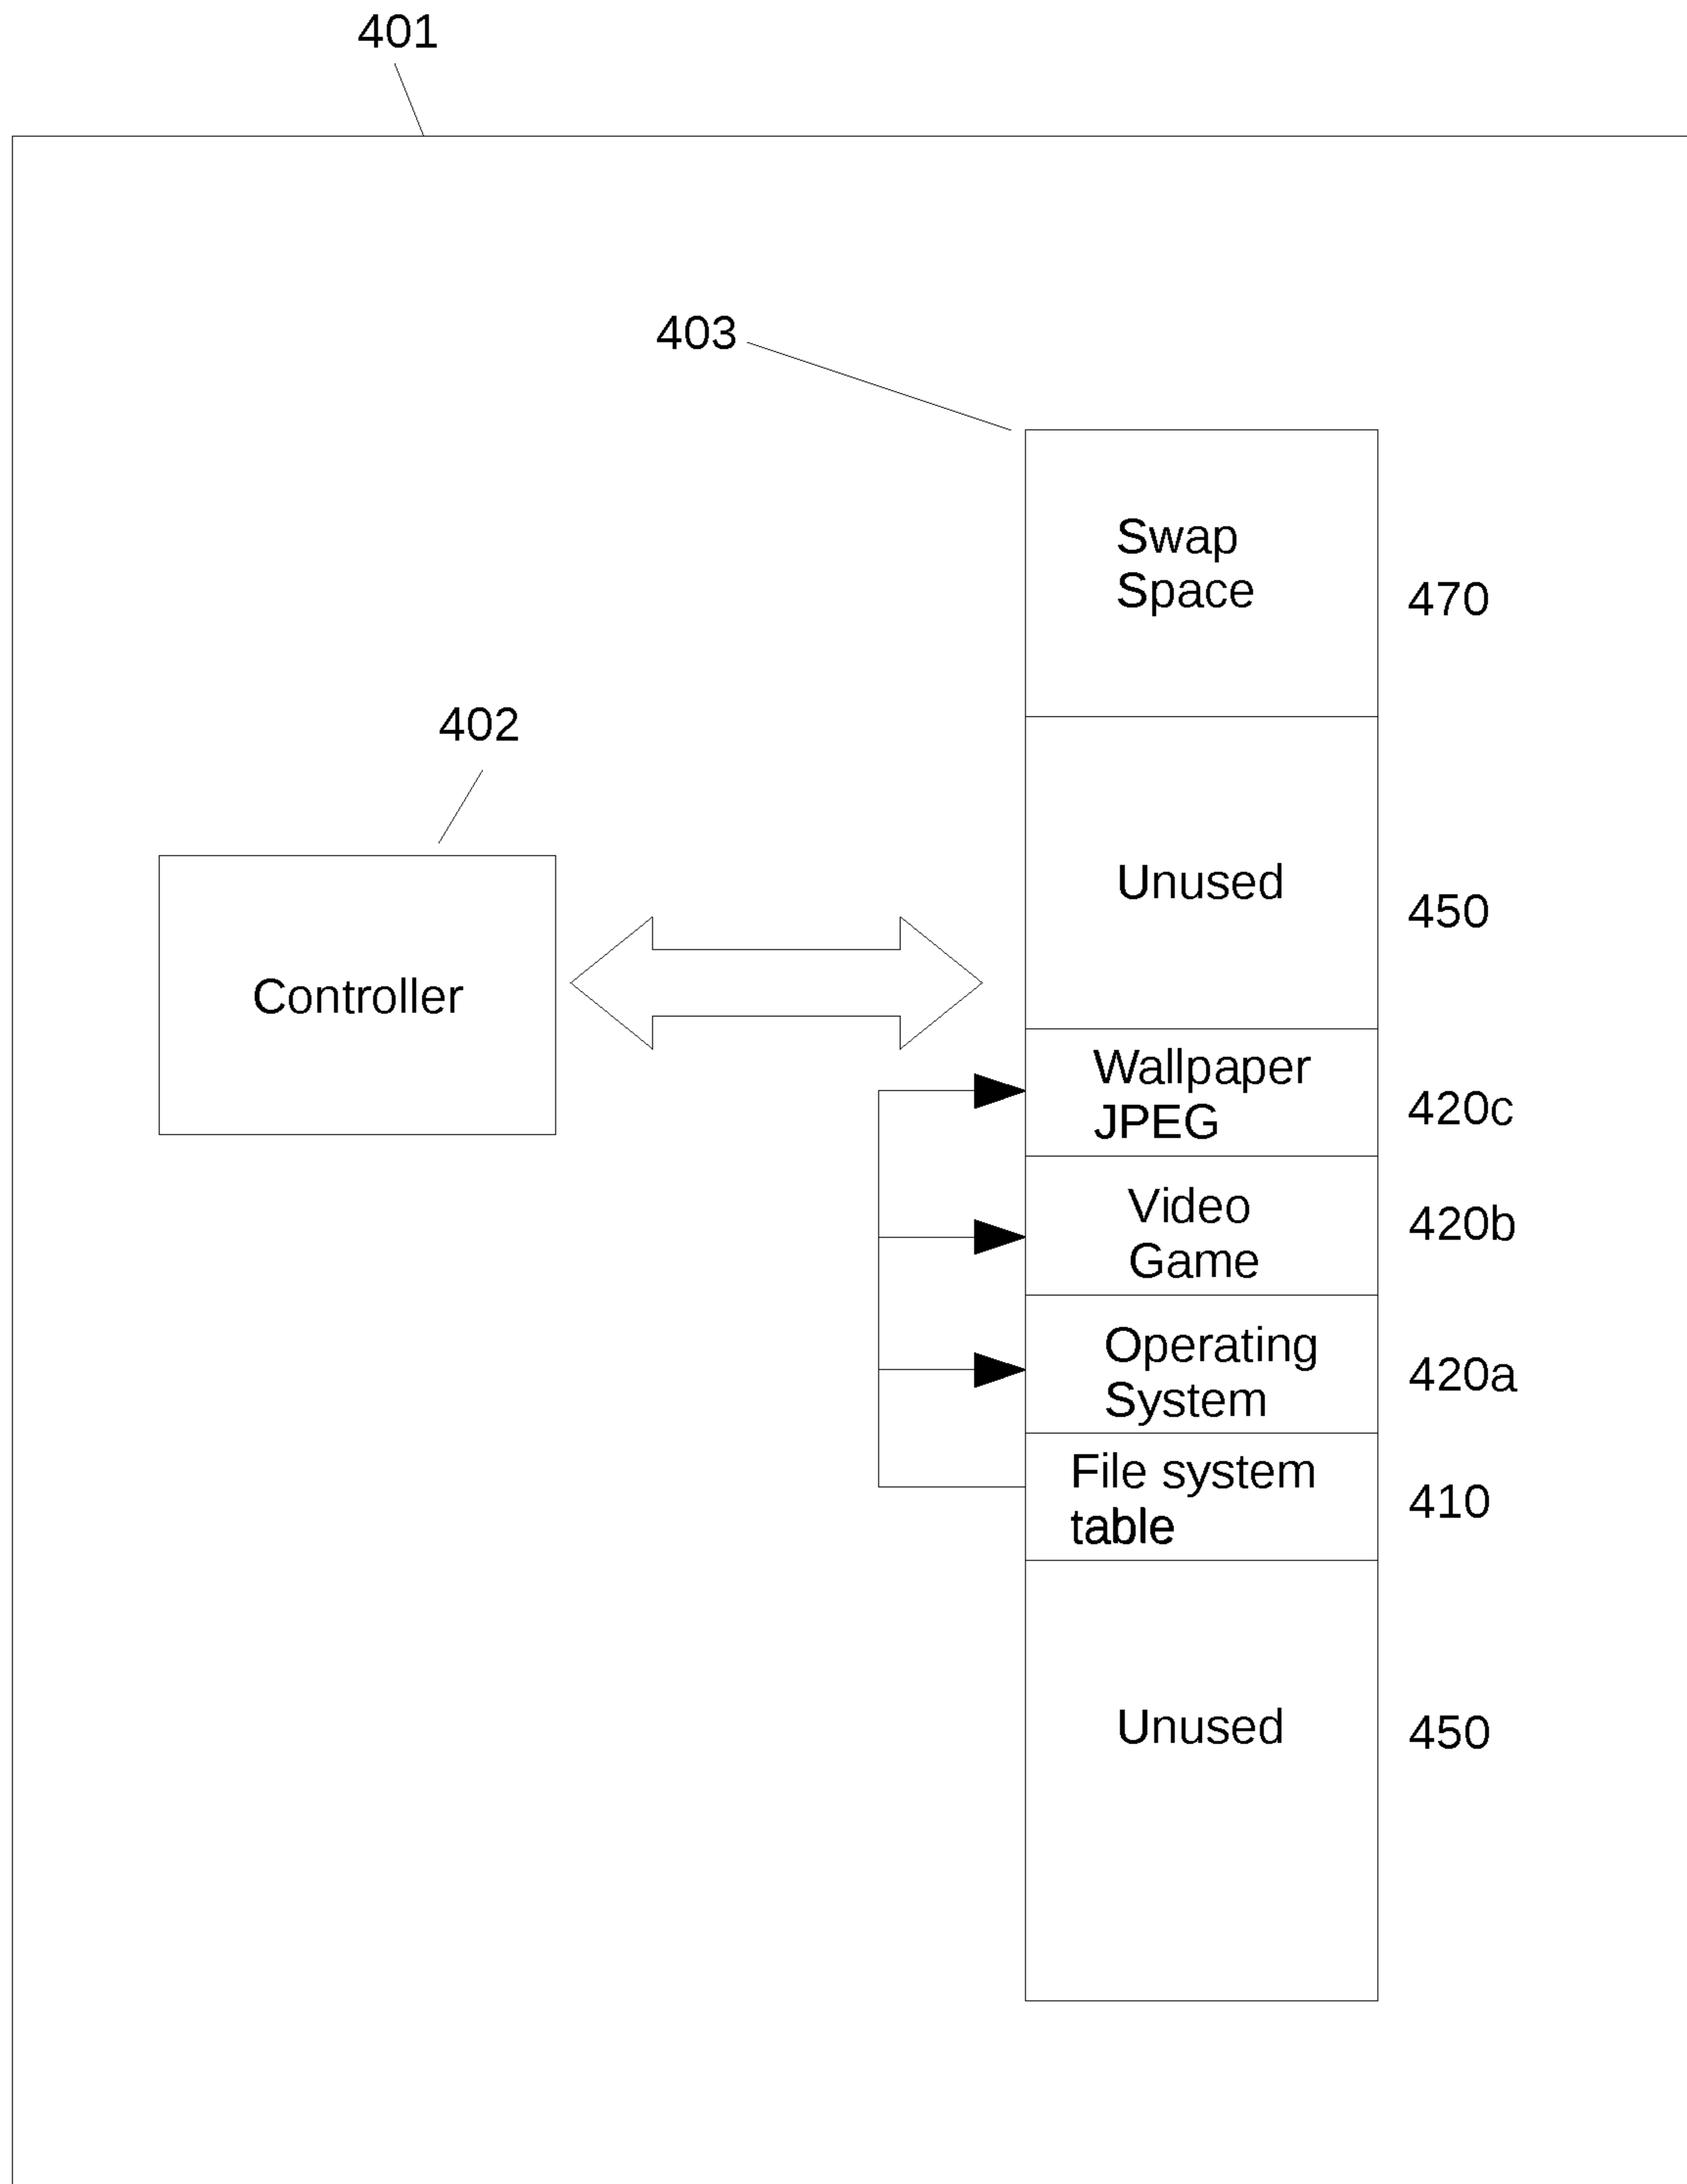 401
403
Swap
Space
470
402
Unused
450
Controller
Wallpaper
JPEG
420c
Video
Game
420b
Operating
System
420a
File system
table
410
Unused
450